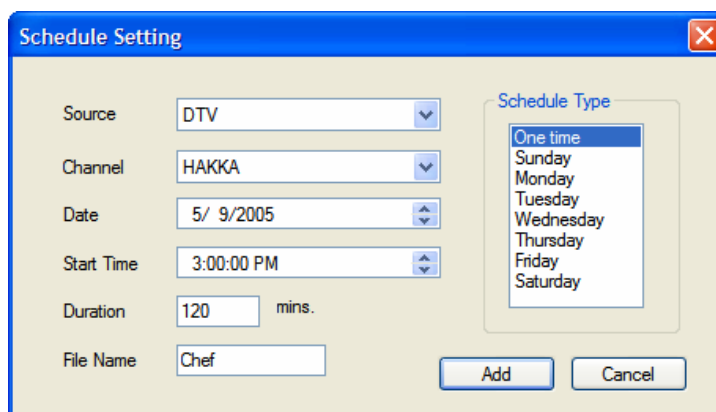 Schedule Setting
Source
DTV
Channel
HAKKA
Date
5/ 9/2005
Start Time
3:00:00 PM
Duration
120
mins.
File Name
Chef
Schedule Type
One time
Sunday
Monday
Tuesday
Wednesday
Thursday
Friday
Saturday
Add
Cancel